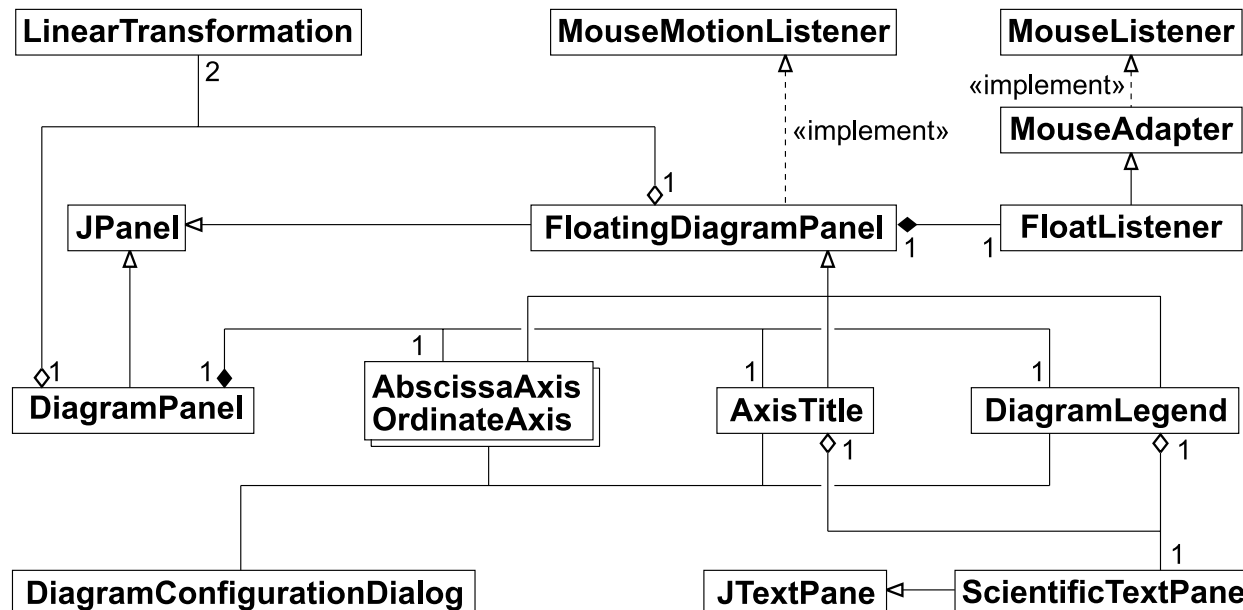 LinearTransformation
MouseMotionListener
MouseListener
2
«implement»
MouseAdapter
«implement»
1
JPanel
FloatingDiagramPanel
FloatListener
1
1
1
1
1
1
1
1
AbscissaAxis
OrdinateAxis
DiagramPanel
AxisTitle
DiagramLegend
1
1
1
DiagramConfigurationDialog
JTextPane
ScientificTextPane